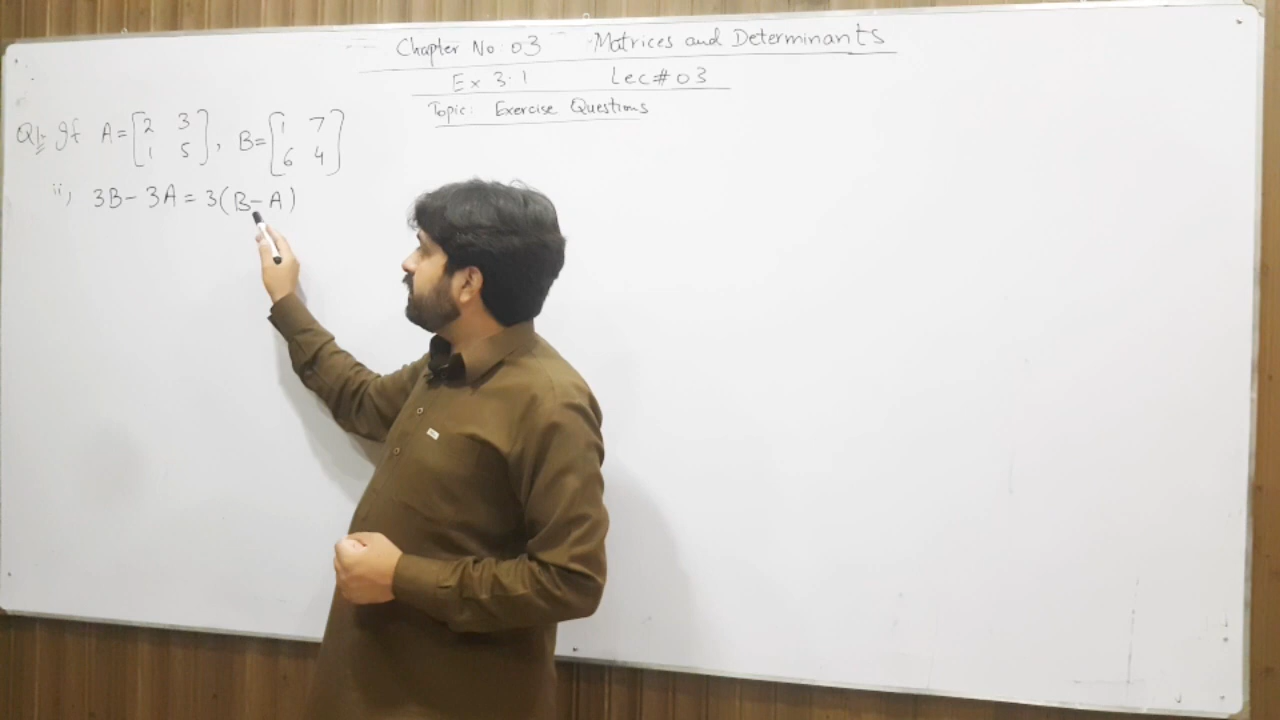 Chapter No: 03 Matrices and Determinants
Ex 3.1 Lec# 03
Topic: Exercise Questions
Q1:- If A = [2 3
1 5], B = [1 7
6 4]
ii) 3B - 3A = 3(B - A)